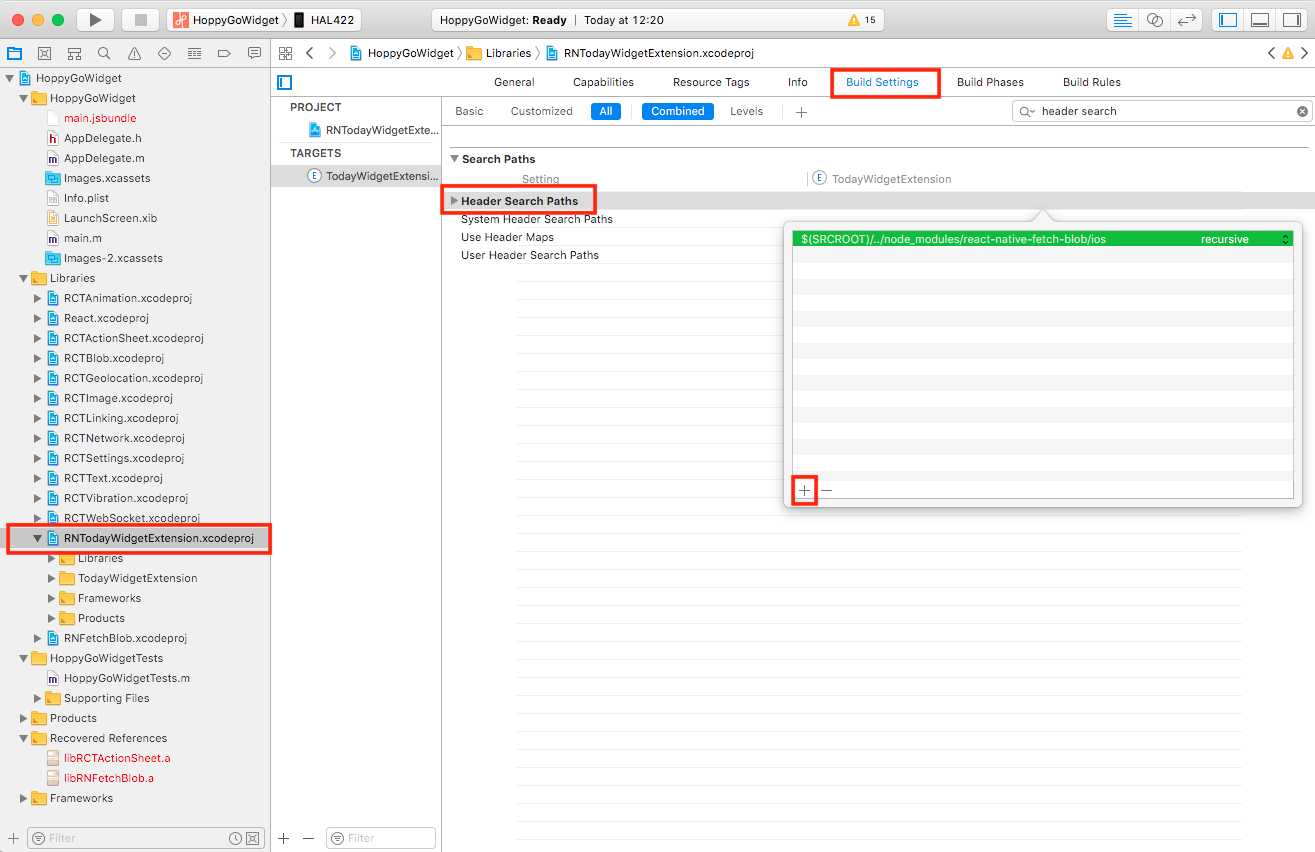 HoppyGoWidget HAL422
HoppyGoWidget: Ready | Today at 12:20 15
HoppyGoWidget Libraries RNTodayWidgetExtension.xcodeproj
HoppyGoWidget
HoppyGoWidget
main.jsbundle
AppDelegate.h
AppDelegate.m
Images.xcassets
Info.plist
LaunchScreen.xib
main.m
Images-2.xcassets
Libraries
RCTAnimation.xcodeproj
React.xcodeproj
RCTActionSheet.xcodeproj
RCTBlob.xcodeproj
RCTGeolocation.xcodeproj
RCTImage.xcodeproj
RCTLinking.xcodeproj
RCTNetwork.xcodeproj
RCTSettings.xcodeproj
RCTText.xcodeproj
RCTVibration.xcodeproj
RCTWebSocket.xcodeproj
RNTodayWidgetExtension.xcodeproj
Libraries
TodayWidgetExtension
Frameworks
Products
RNFetchBlob.xcodeproj
HoppyGoWidgetTests
HoppyGoWidgetTests.m
Supporting Files
Products
Recovered References
libRCTActionSheet.a
libRNFetchBlob.a
Frameworks
Filter
PROJECT
RNTodayWidgetExte...
TARGETS
E TodayWidgetExtensi...
Filter
General Capabilities Resource Tags Info Build Settings Build Phases Build Rules
Basic Customized All Combined Levels + header search
Search Paths
Setting E TodayWidgetExtension
Header Search Paths
System Header Search Paths
Use Header Maps
User Header Search Paths
$(SRCROOT)/../node_modules/react-native-fetch-blob/ios recursive